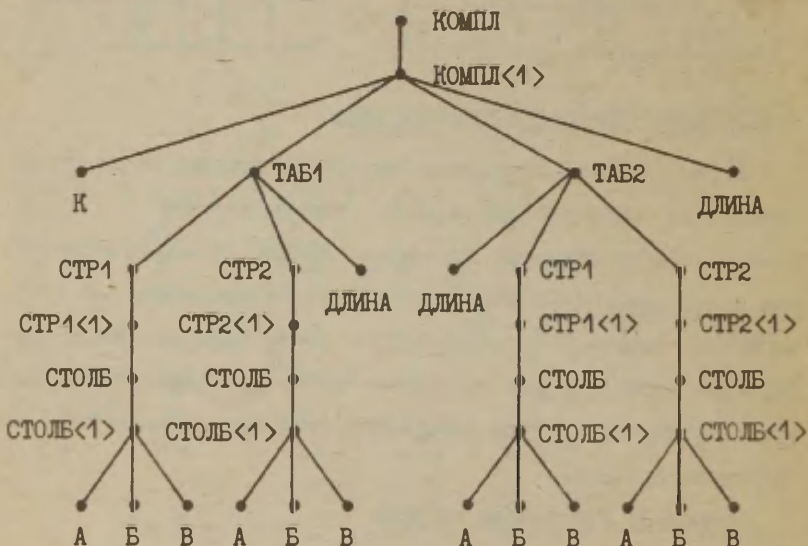 КОМПЛ
КОМПЛ<1>
К ТАБ1 ТАБ2 ДЛИНА
СТР1 СТР2 ДЛИНА ДЛИНА СТР1 СТР2
СТР1<1> СТР2<1> СТР1<1> СТР2<1>
СТОЛБ СТОЛБ СТОЛБ СТОЛБ
СТОЛБ<1> СТОЛБ<1> СТОЛБ<1> СТОЛБ<1>
А Б В А Б В А Б В А Б В